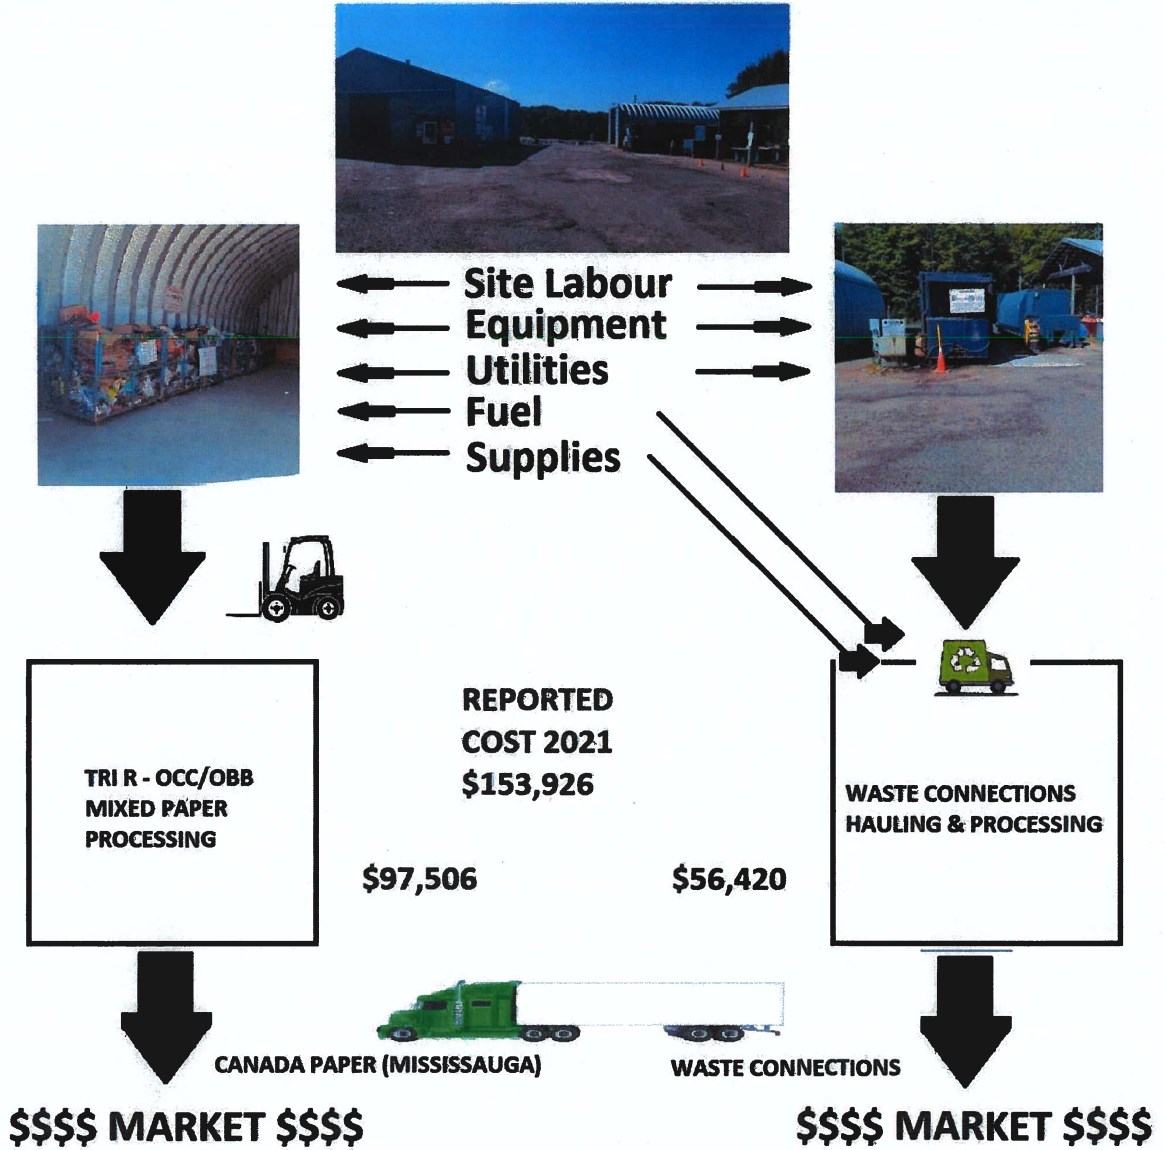 Site Labour
Equipment
Utilities
Fuel
Supplies
REPORTED
COST 2021
$153,926
TRI R - OCC/OBB
MIXED PAPER
PROCESSING
WASTE CONNECTIONS
HAULING & PROCESSING
$97,506
$56,420
CANADA PAPER (MISSISSAUGA)
WASTE CONNECTIONS
$$$$ MARKET $$$$
$$$$ MARKET $$$$